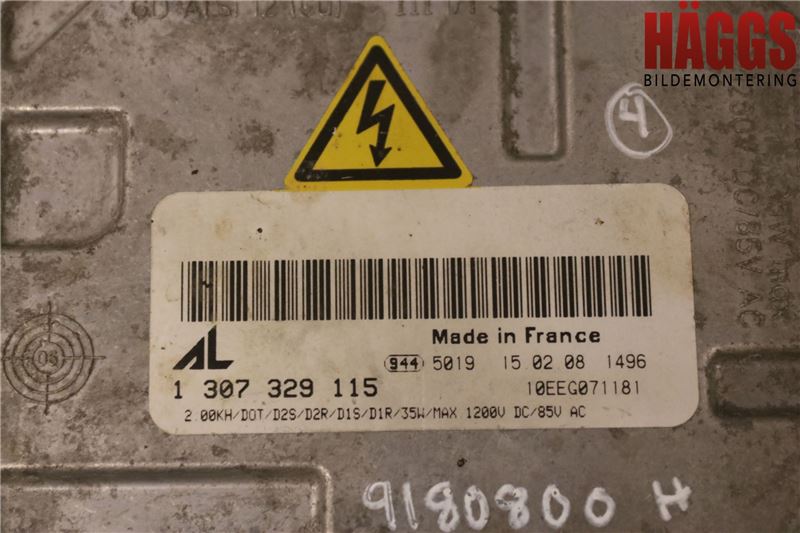 HÄGGS
BILDEMONTERING
4
AL
Made in France
944 5019 15.02 08 1496
1 307 329 115
10EEG071181
2.00KH/DOT/D2S/D2R/D1S/D1R/35W/MAX 1200V DC/85V AC
9180800 H